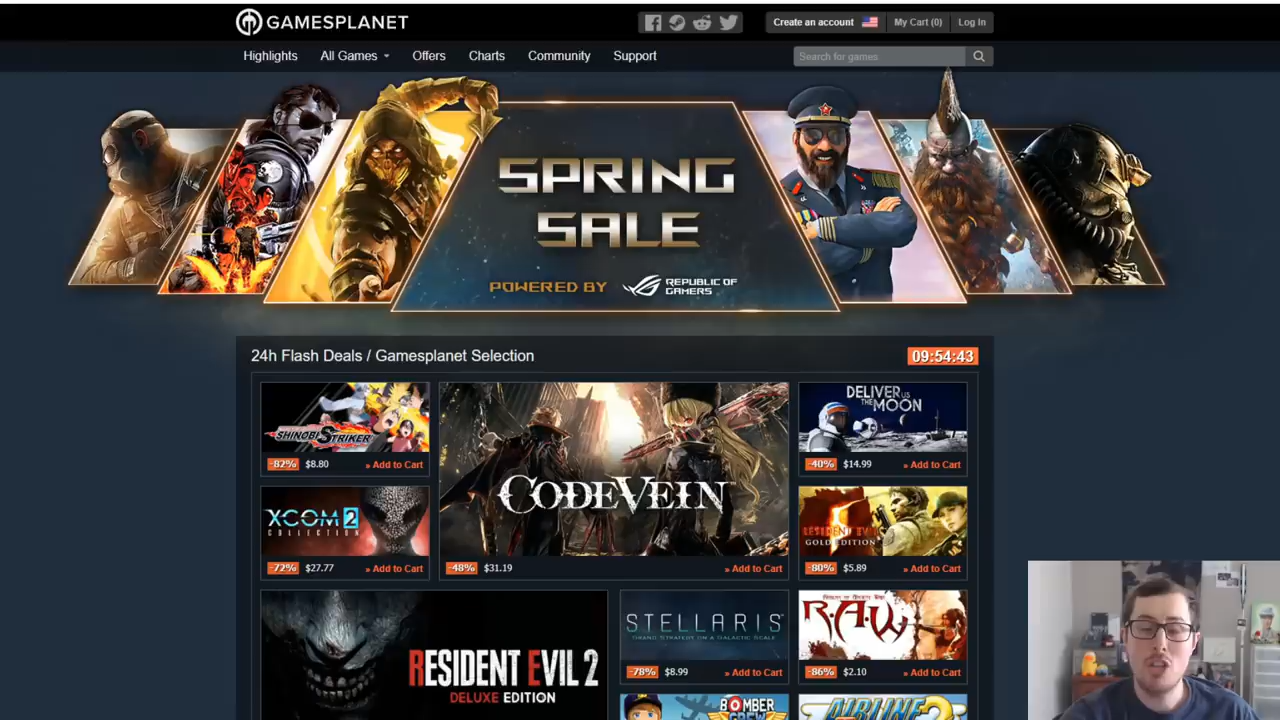 GAMESPLANET
Create an account
My Cart (0)
Log In
Highlights
All Games
Offers
Charts
Community
Support
Search for games
SPRING
SALE
POWERED BY
REPUBLIC OF
GAMERS
24h Flash Deals / Gamesplanet Selection
09:54:43
SHINOBI STRIKER
-82% $8.80 » Add to Cart
CODE VEIN
-48% $31.19 » Add to Cart
DELIVER US
THE MOON
-40% $14.99 » Add to Cart
XCOM 2
COLLECTION
-72% $27.77 » Add to Cart
RESIDENT EVIL 5
GOLD EDITION
-80% $5.89 » Add to Cart
RESIDENT EVIL 2
DELUXE EDITION
STELLARIS
GRAND STRATEGY ON A GALACTIC SCALE
-78% $8.99 » Add to Cart
R.A.W.
-86% $2.10 » Add to Cart
BOMBER
CREW
AIRLINE